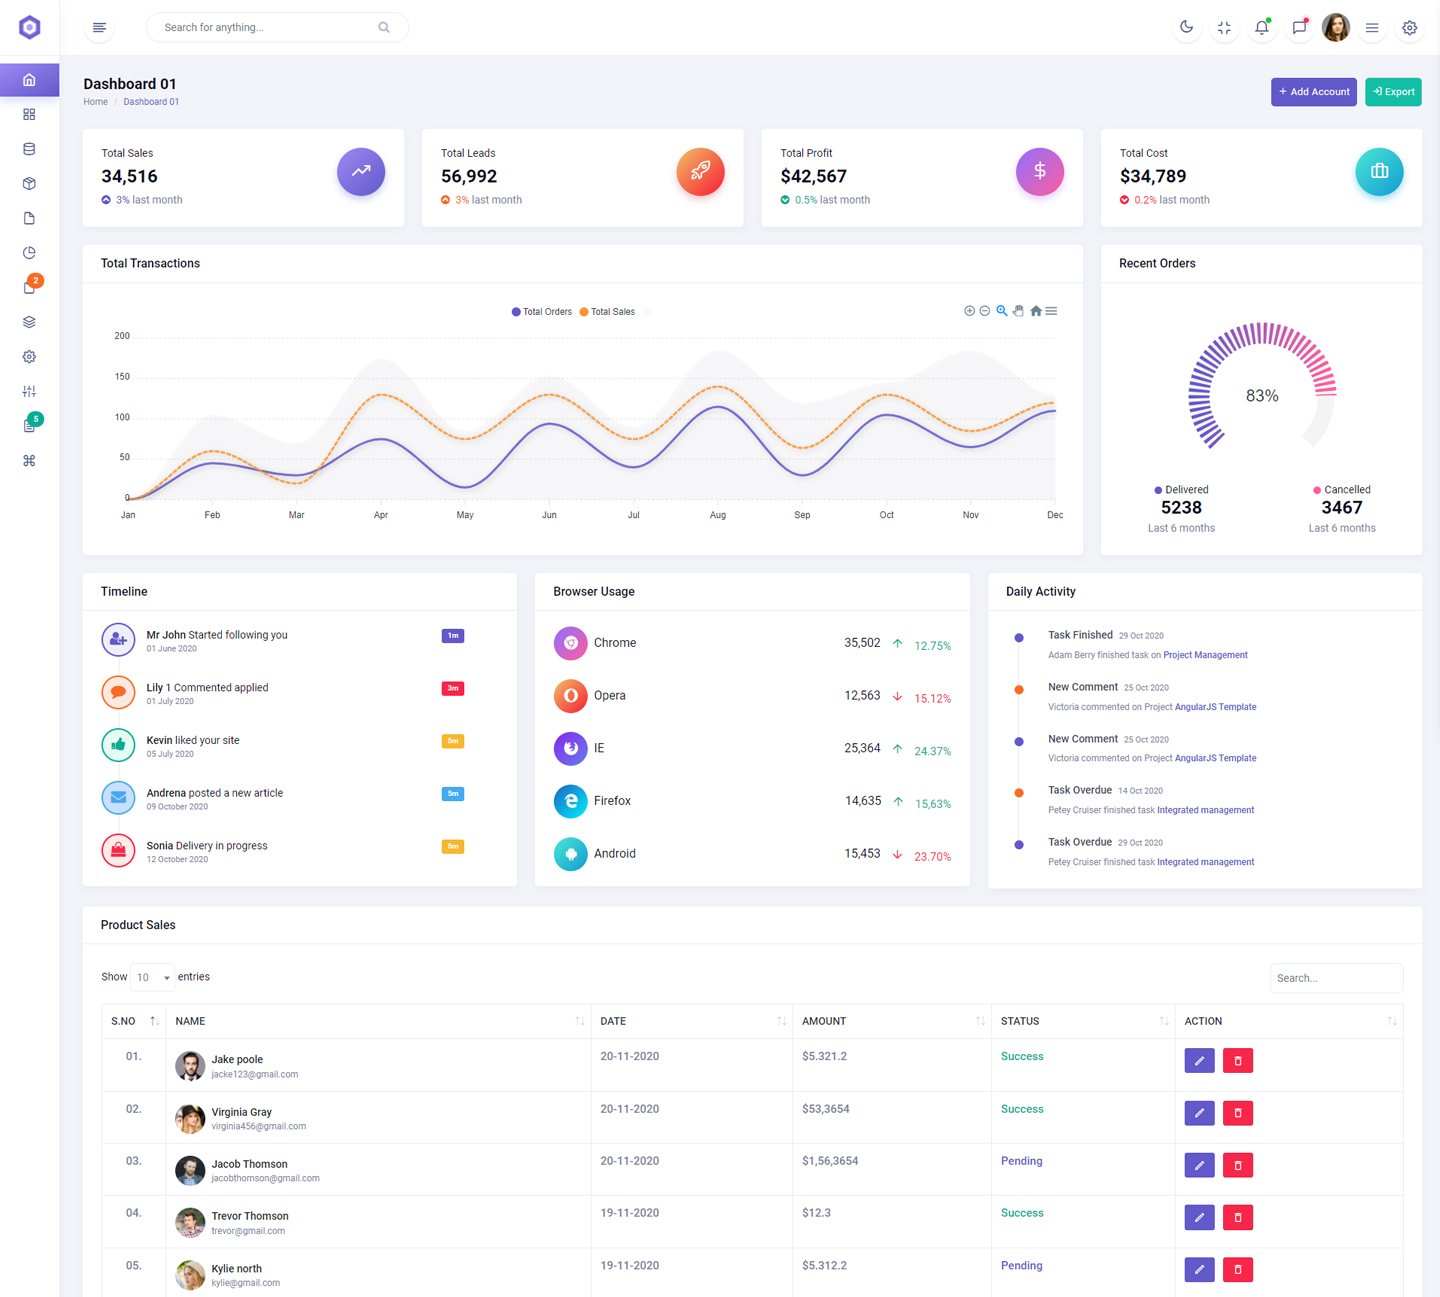 Search for anything...
Dashboard 01
Home / Dashboard 01
+ Add Account
Export
Total Sales
34,516
3% last month
Total Leads
56,992
3% last month
Total Profit
$42,567
0.5% last month
Total Cost
$34,789
0.2% last month
2
5
Total Transactions
Total Orders Total Sales
200
150
100
50
0
Jan Feb Mar Apr May Jun Jul Aug Sep Oct Nov Dec
Recent Orders
83%
Delivered
5238
Last 6 months
Cancelled
3467
Last 6 months
Timeline
Mr John Started following you 1m
01 June 2020
Lily 1 Commented applied 3m
01 July 2020
Kevin liked your site 5m
05 July 2020
Andrena posted a new article 5m
09 October 2020
Sonia Delivery in progress 5m
12 October 2020
Browser Usage
Chrome 35,502 12.75%
Opera 12,563 15.12%
IE 25,364 24.37%
Firefox 14,635 15,63%
Android 15,453 23.70%
Daily Activity
Task Finished 29 Oct 2020
Adam Berry finished task on Project Management
New Comment 25 Oct 2020
Victoria commented on Project AngularJS Template
New Comment 25 Oct 2020
Victoria commented on Project AngularJS Template
Task Overdue 14 Oct 2020
Petey Cruiser finished task Integrated management
Task Overdue 29 Oct 2020
Petey Cruiser finished task Integrated management
Product Sales
Show 10 entries
Search...
S.NO NAME DATE AMOUNT STATUS ACTION
01. Jake poole 20-11-2020 $5.321.2 Success
jacke123@gmail.com
02. Virginia Gray 20-11-2020 $53,3654 Success
virginia456@gmail.com
03. Jacob Thomson 20-11-2020 $1,56,3654 Pending
jacobthomson@gmail.com
04. Trevor Thomson 19-11-2020 $12.3 Success
trevor@gmail.com
05. Kylie north 19-11-2020 $5.312.2 Pending
kylie@gmail.com